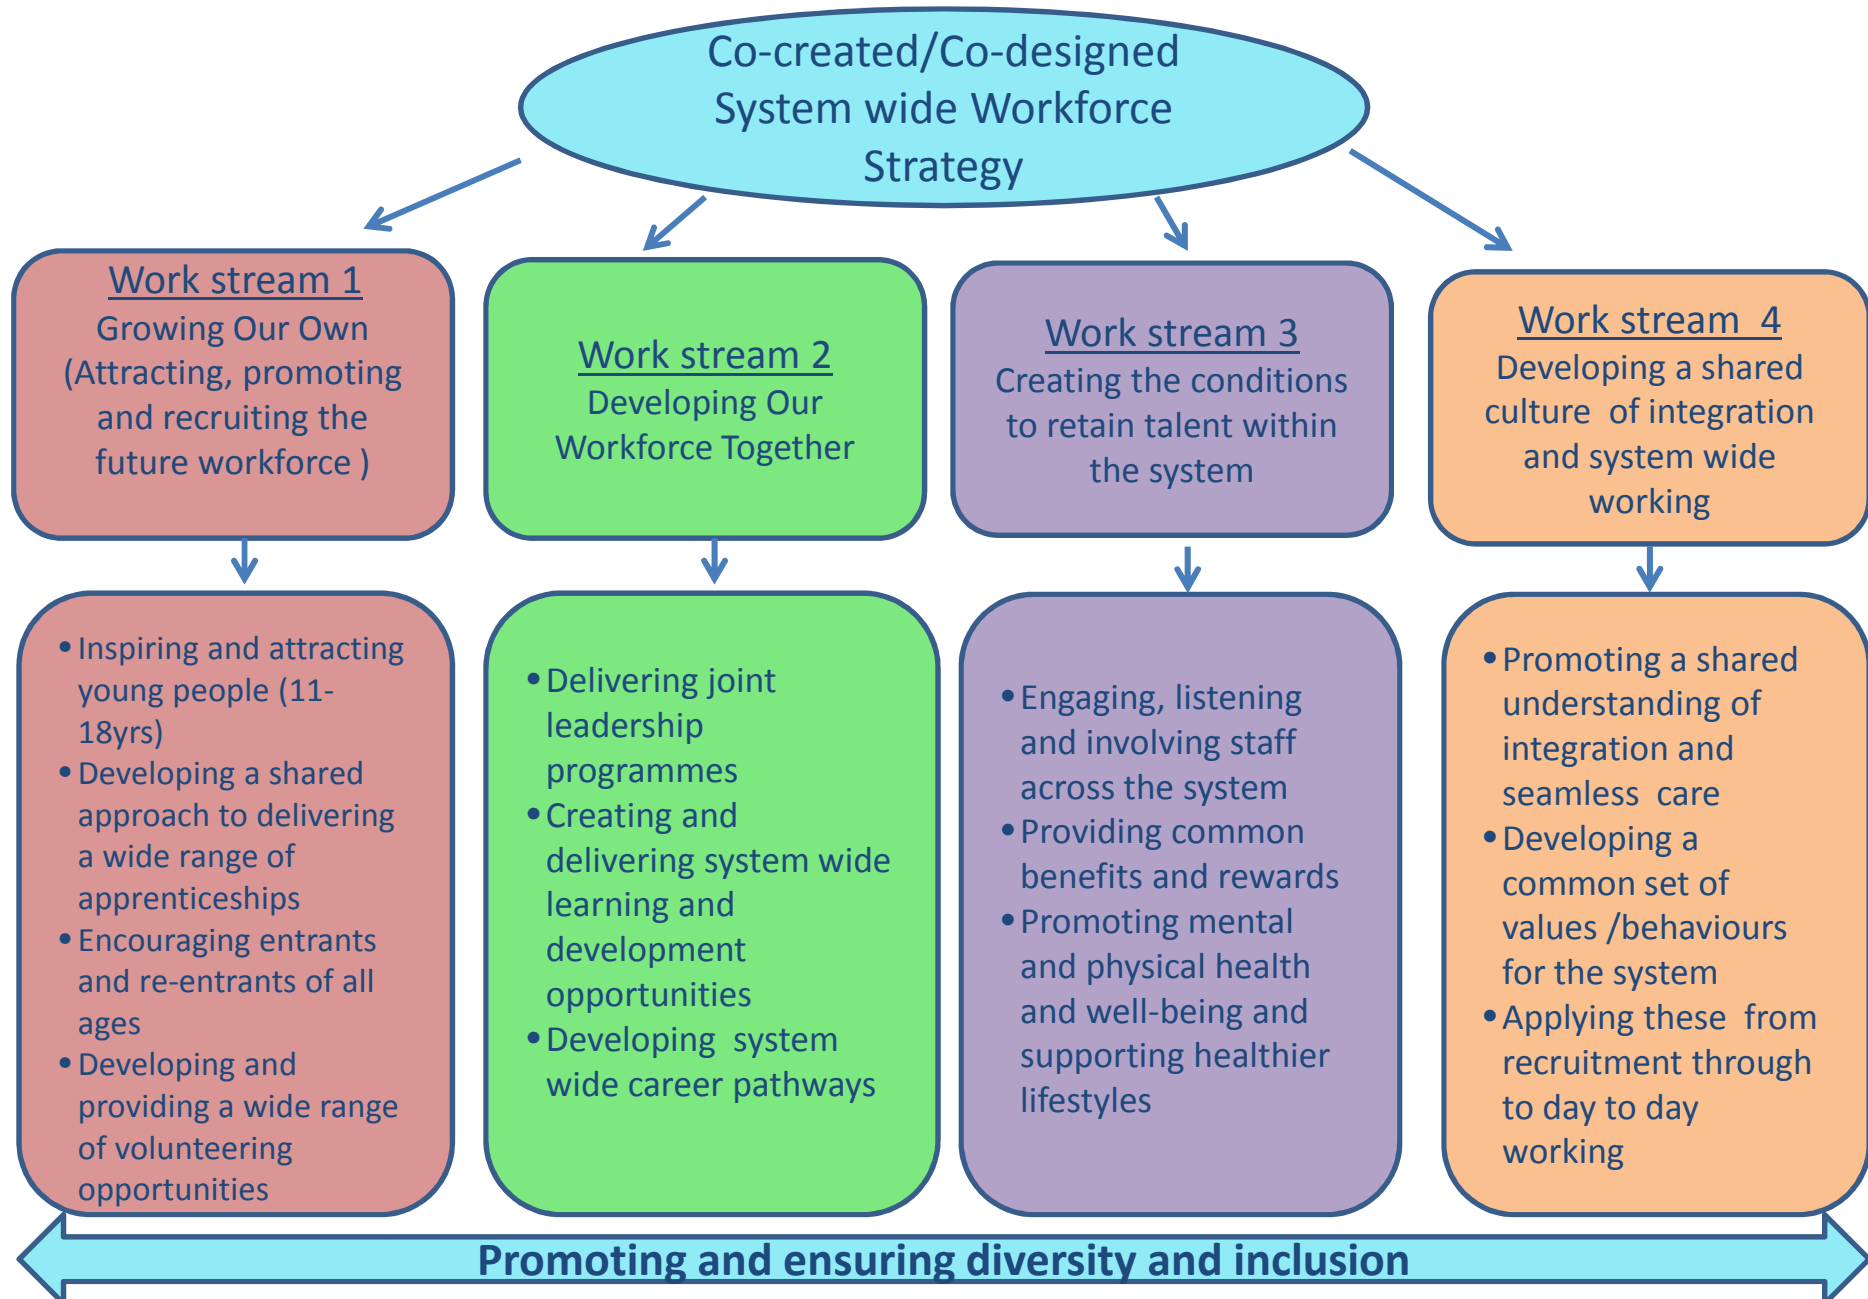 Co-created/Co-designed
System wide Workforce
Strategy
Work stream 1
Growing Our Own
(Attracting, promoting
and recruiting the
future workforce )
Work stream 2
Developing Our
Workforce Together
Work stream 3
Creating the conditions
to retain talent within
the system
Work stream  4
Developing a shared
culture  of integration
and system wide
working
• Inspiring and attracting
young people (11-
18yrs)
• Developing a shared
approach to delivering
a wide range of
apprenticeships
• Encouraging entrants
and re-entrants of all
ages
• Developing and
providing a wide range
of volunteering
opportunities
• Delivering joint
leadership
programmes
• Creating and
delivering system wide
learning and
development
opportunities
• Developing  system
wide career pathways
• Engaging, listening
and involving staff
across the system
• Providing common
benefits and rewards
• Promoting mental
and physical health
and well-being and
supporting healthier
lifestyles
• Promoting a shared
understanding of
integration and
seamless  care
• Developing a
common set of
values /behaviours
for the system
• Applying these  from
recruitment through
to day to day
working
Promoting and ensuring diversity and inclusion